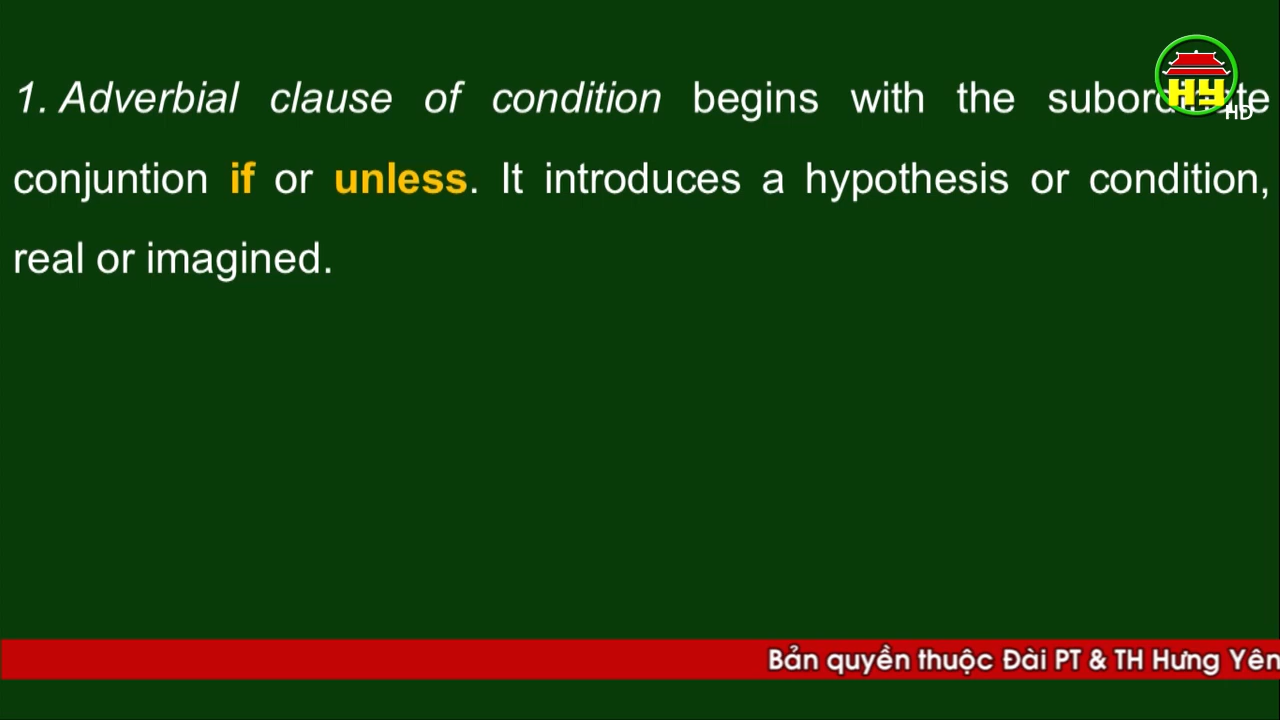 1. Adverbial clause of condition begins with the
conjuntion if or unless. It introduces a hypothesis or condition,
real or imagined.
HY
HD
Bản quyền thuộc Đài PT & TH Hưng Yên